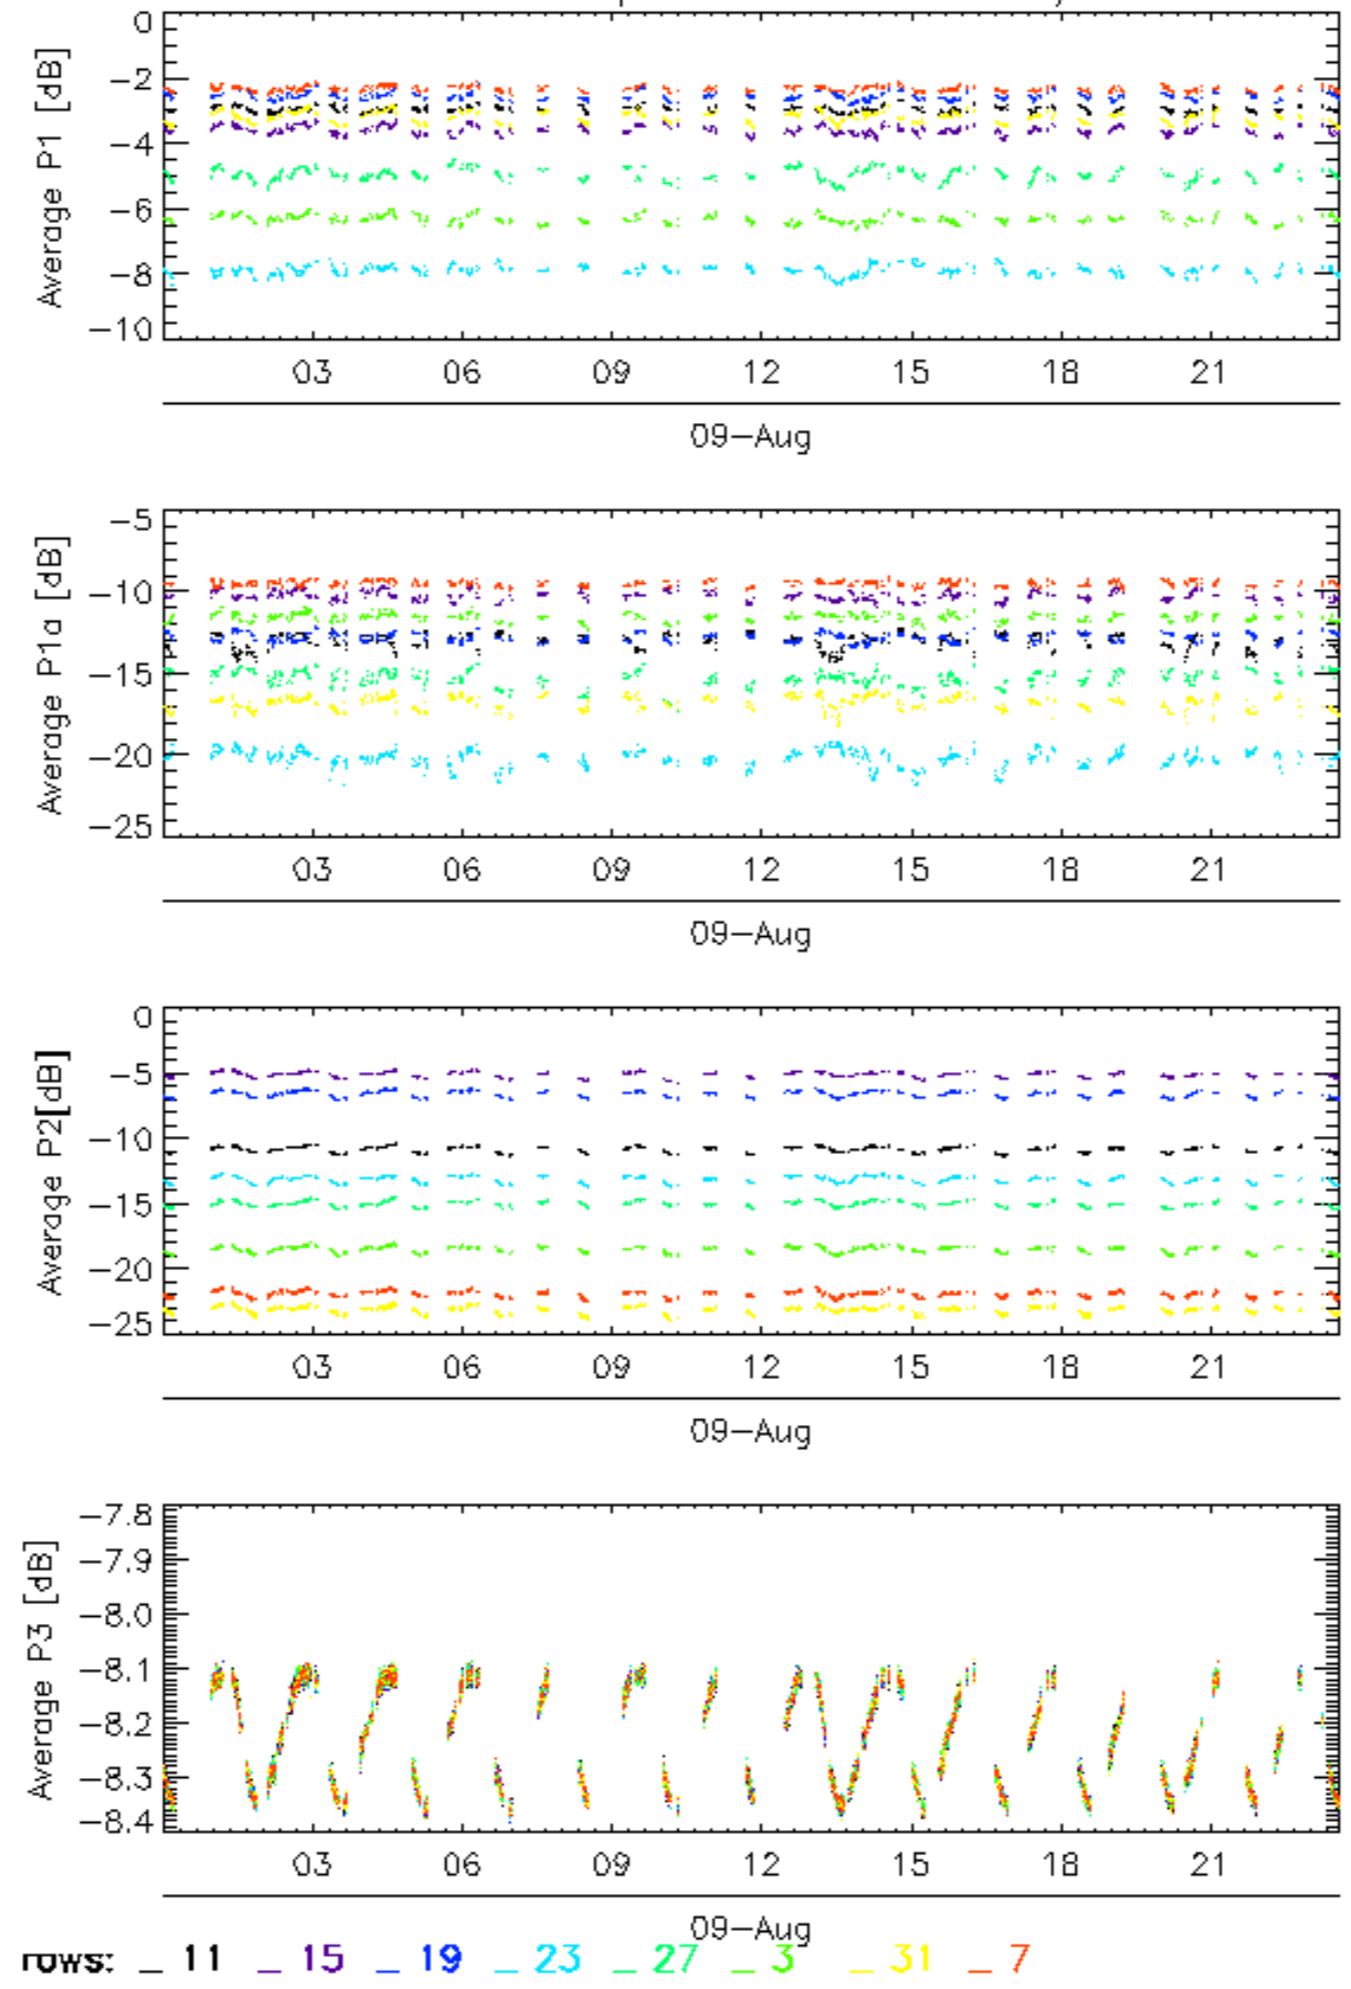 0
−2
−4
−6
−8
−10
Average P1 [dB]
03 06 09 12 15 18 21
09−Aug
−5
−10
−15
−20
−25
Average P1a [dB]
03 06 09 12 15 18 21
09−Aug
0
−5
−10
−15
−20
−25
Average P2[dB]
03 06 09 12 15 18 21
09−Aug
−7.8
−7.9
−8.0
−8.1
−8.2
−8.3
−8.4
Average P3 [dB]
03 06 09 12 15 18 21
09−Aug
rows: _ 11 _ 15 _ 19 _ 23 _ 27 _ 3 _ 31 _ 7